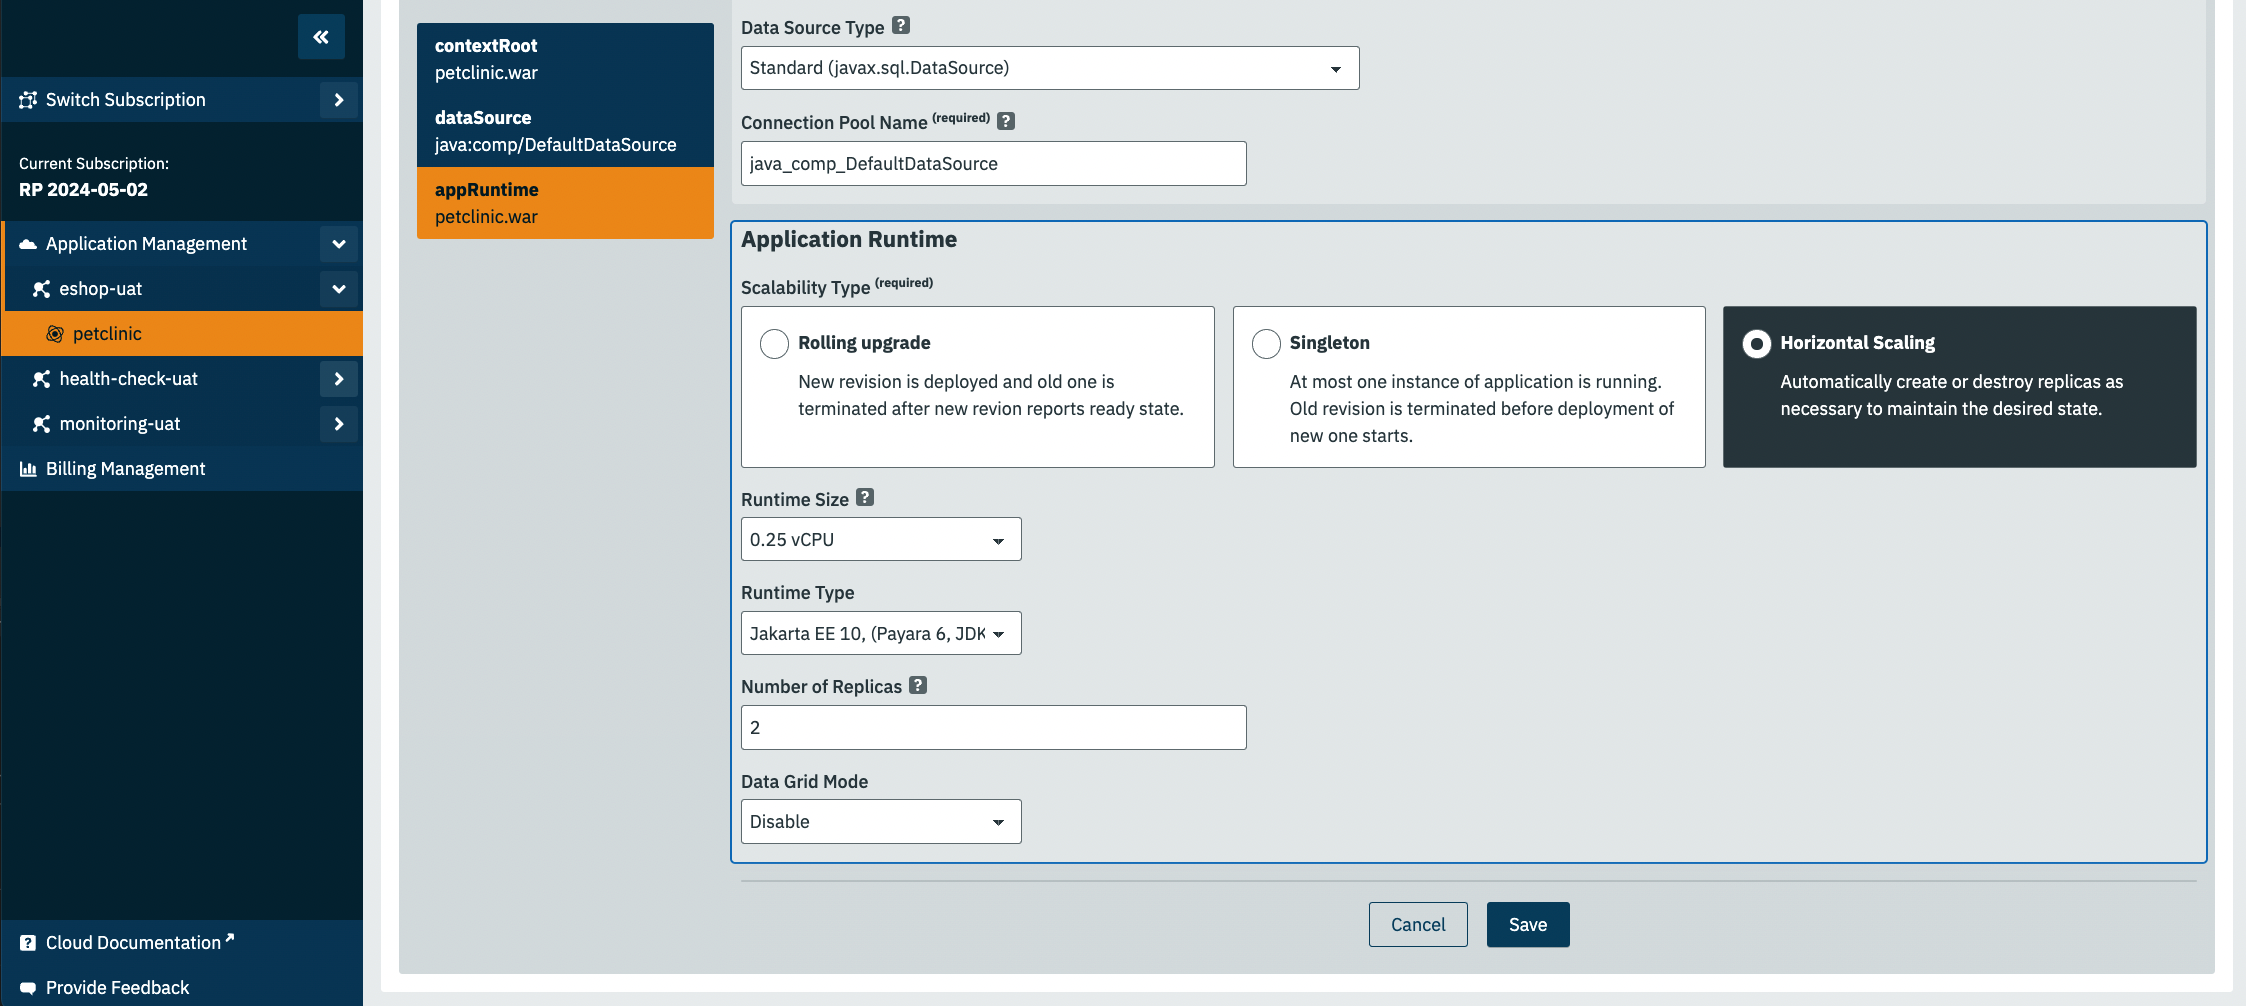 Switch Subscription
Current Subscription:
RP 2024-05-02
Application Management
eshop-uat
petclinic
health-check-uat
monitoring-uat
Billing Management
Cloud Documentation
Provide Feedback
contextRoot
petclinic.war
dataSource
java:comp/DefaultDataSource
appRuntime
petclinic.war
Data Source Type ?
Standard (javax.sql.DataSource)
Connection Pool Name (required) ?
java_comp_DefaultDataSource
Application Runtime
Scalability Type (required)
Rolling upgrade
New revision is deployed and old one is
terminated after new revion reports ready state.
Singleton
At most one instance of application is running.
Old revision is terminated before deployment of
new one starts.
Horizontal Scaling
Automatically create or destroy replicas as
necessary to maintain the desired state.
Runtime Size ?
0.25 vCPU
Runtime Type
Jakarta EE 10, (Payara 6, JDK
Number of Replicas ?
2
Data Grid Mode
Disable
Cancel
Save